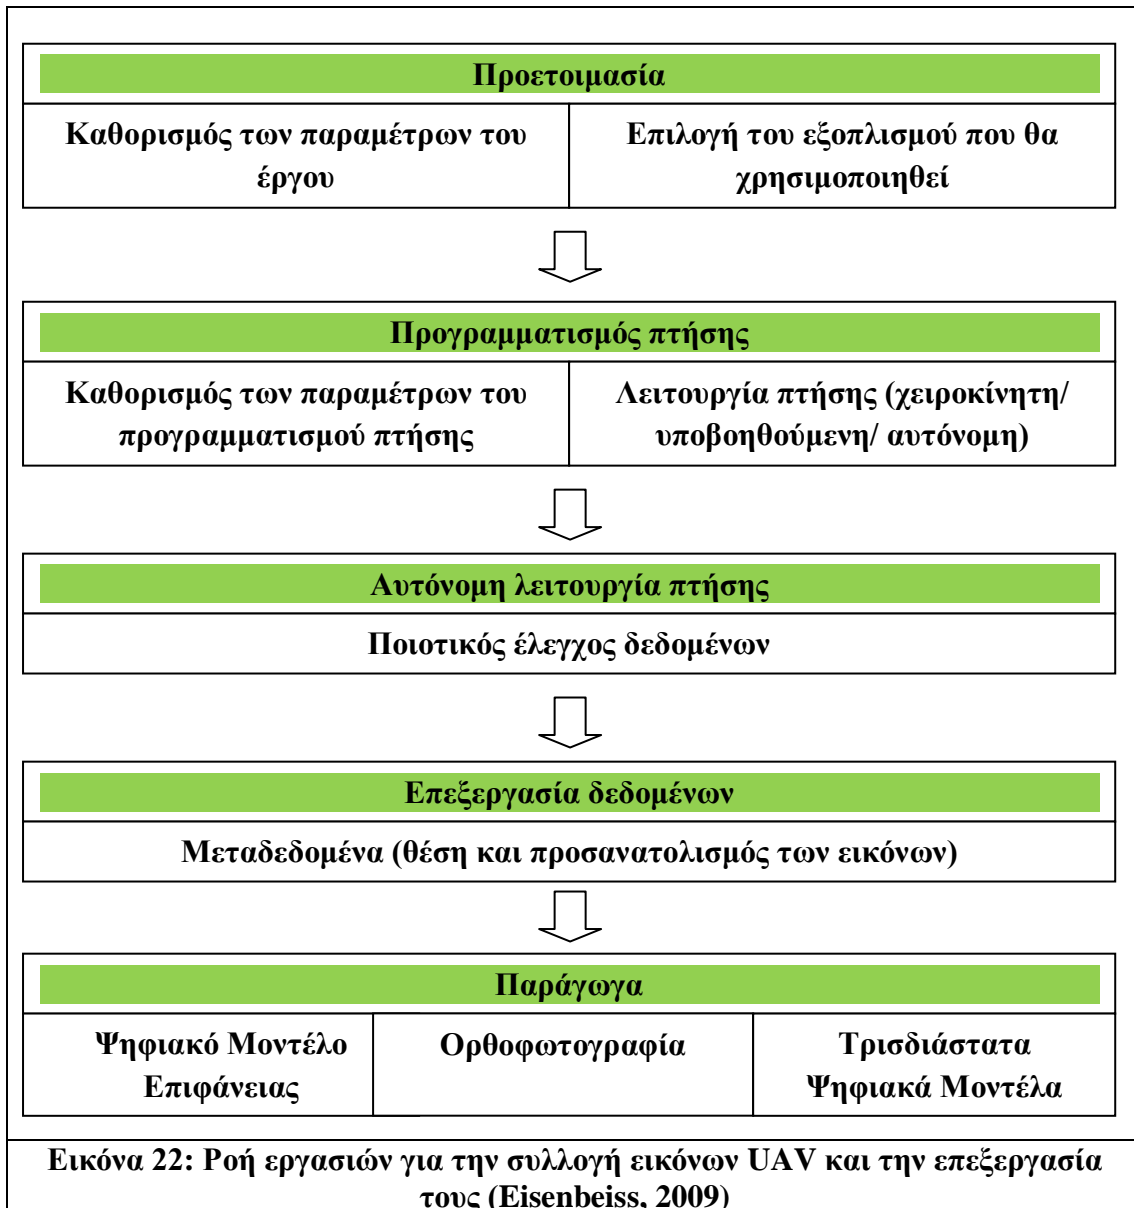 Προετοιμασία
Καθορισμός των παραμέτρων του
έργου
Επιλογή του εξοπλισμού που θα
χρησιμοποιηθεί
Προγραμματισμός πτήσης
Καθορισμός των παραμέτρων του
προγραμματισμού πτήσης
Λειτουργία πτήσης (χειροκίνητη/
υποβοηθούμενη/ αυτόνομη)
Αυτόνομη λειτουργία πτήσης
Ποιοτικός έλεγχος δεδομένων
Επεξεργασία δεδομένων
Μεταδεδομένα (θέση και προσανατολισμός των εικόνων)
Παράγωγα
Ψηφιακό Μοντέλο
Επιφάνειας
Ορθοφωτογραφία
Τρισδιάστατα
Ψηφιακά Μοντέλα
Εικόνα 22: Ροή εργασιών για την συλλογή εικόνων UAV και την επεξεργασία
τους (Eisenbeiss, 2009)